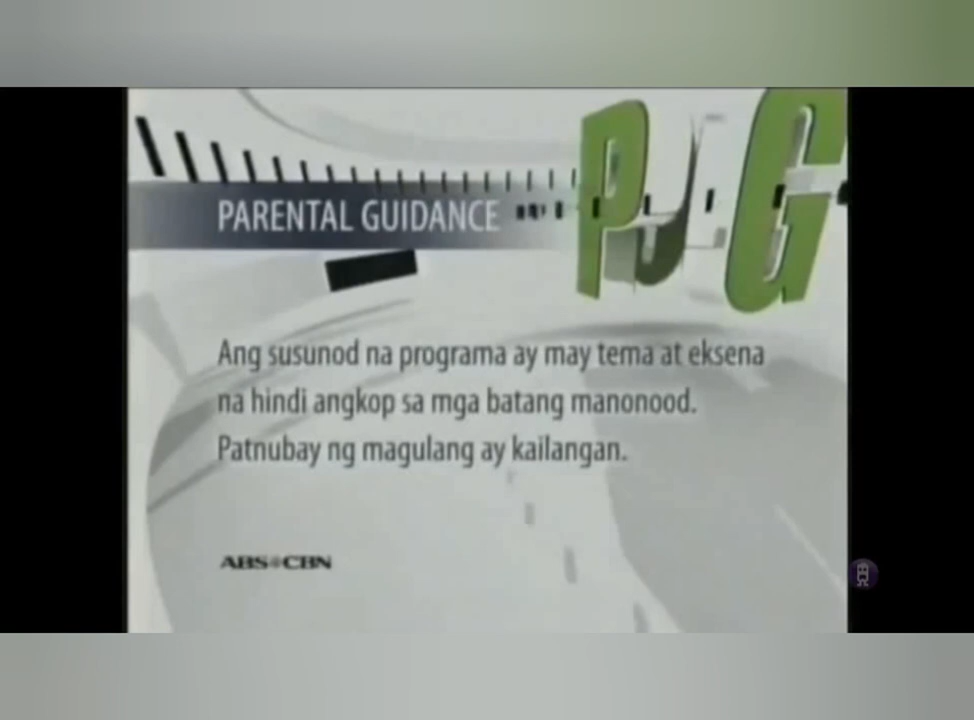 PG
PARENTAL GUIDANCE
Ang susunod na programa ay may tema at eksena
na hindi angkop sa mga batang manonood.
Patnubay ng magulang ay kailangan.
ABS-CBN